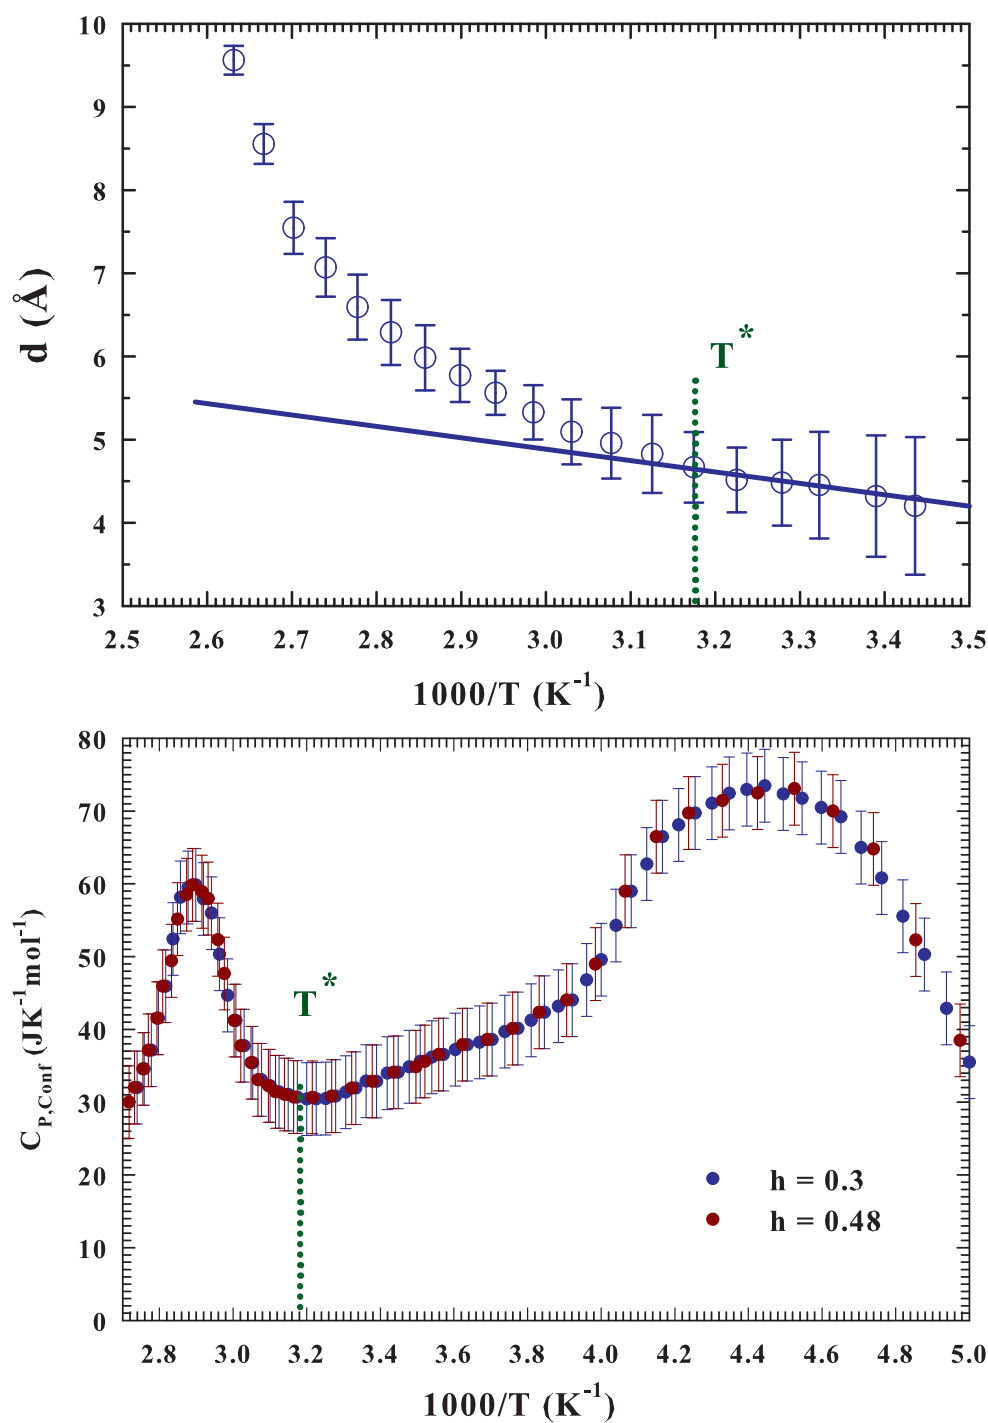 10
9
8
7
6
5
4
3
d (Å)
T*
2.5 2.6 2.7 2.8 2.9 3.0 3.1 3.2 3.3 3.4 3.5
1000/T (K⁻¹)
80
70
60
50
40
30
20
10
0
C_P,Conf (JK⁻¹mol⁻¹)
T*
h = 0.3
h = 0.48
2.8 3.0 3.2 3.4 3.6 3.8 4.0 4.2 4.4 4.6 4.8 5.0
1000/T (K⁻¹)